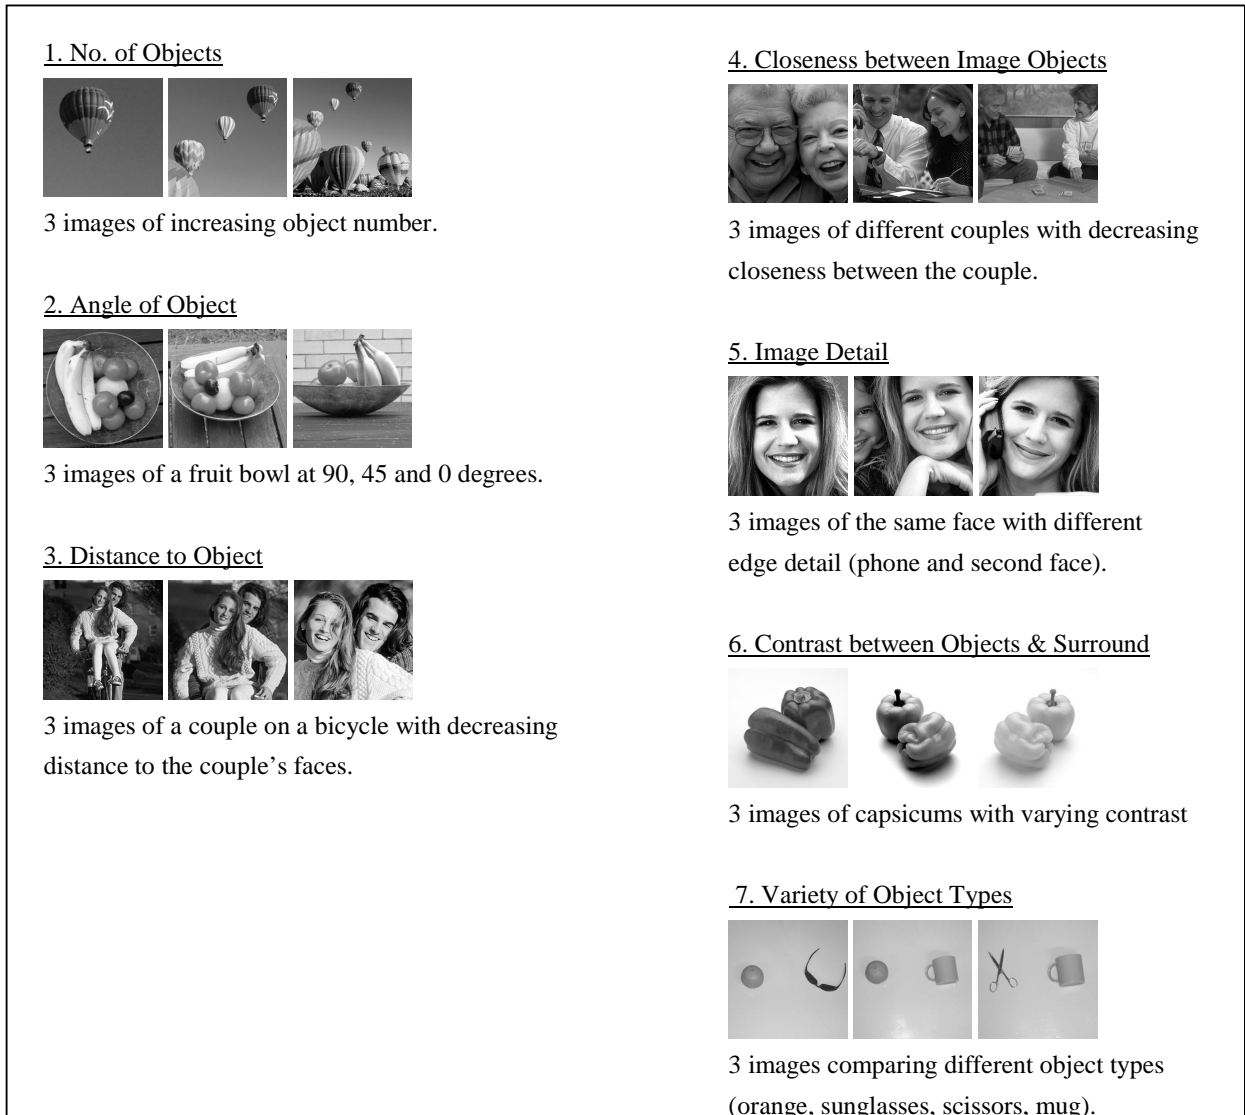 1. No. of Objects
3 images of increasing object number.
2. Angle of Object
3 images of a fruit bowl at 90, 45 and 0 degrees.
3. Distance to Object
3 images of a couple on a bicycle with decreasing
distance to the couple's faces.
4. Closeness between Image Objects
3 images of different couples with decreasing
closeness between the couple.
5. Image Detail
3 images of the same face with different
edge detail (phone and second face).
6. Contrast between Objects & Surround
3 images of capsicums with varying contrast
7. Variety of Object Types
3 images comparing different object types
(orange, sunglasses, scissors, mug).